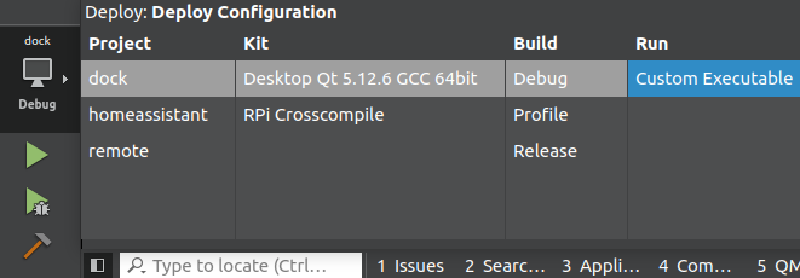 Deploy: Deploy Configuration
dock
Debug
Project Kit Build Run
dock Desktop Qt 5.12.6 GCC 64bit Debug Custom Executable
homeassistant RPi Crosscompile Profile
remote Release
Type to locate (Ctrl... 1 Issues 2 Searc... 3 Appli... 4 Com... 5 QM